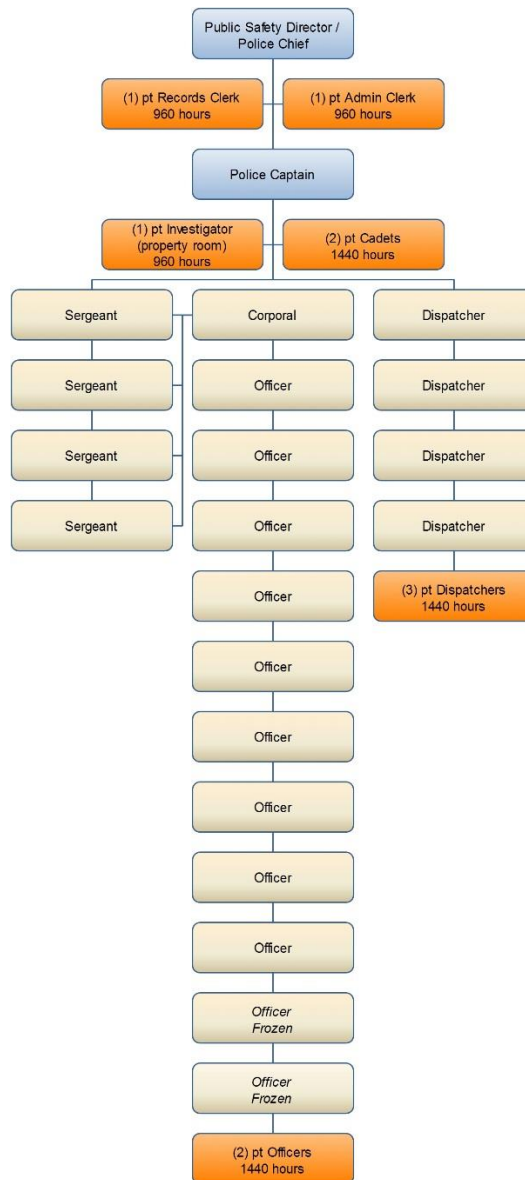 Public Safety Director /
Police Chief
(1) pt Records Clerk
960 hours
(1) pt Admin Clerk
960 hours
Police Captain
(1) pt Investigator
(property room)
960 hours
(2) pt Cadets
1440 hours
Sergeant
Corporal
Dispatcher
Sergeant
Officer
Dispatcher
Sergeant
Officer
Dispatcher
Sergeant
Officer
Dispatcher
Officer
(3) pt Dispatchers
1440 hours
Officer
Officer
Officer
Officer
Officer
Officer
Frozen
Officer
Frozen
(2) pt Officers
1440 hours